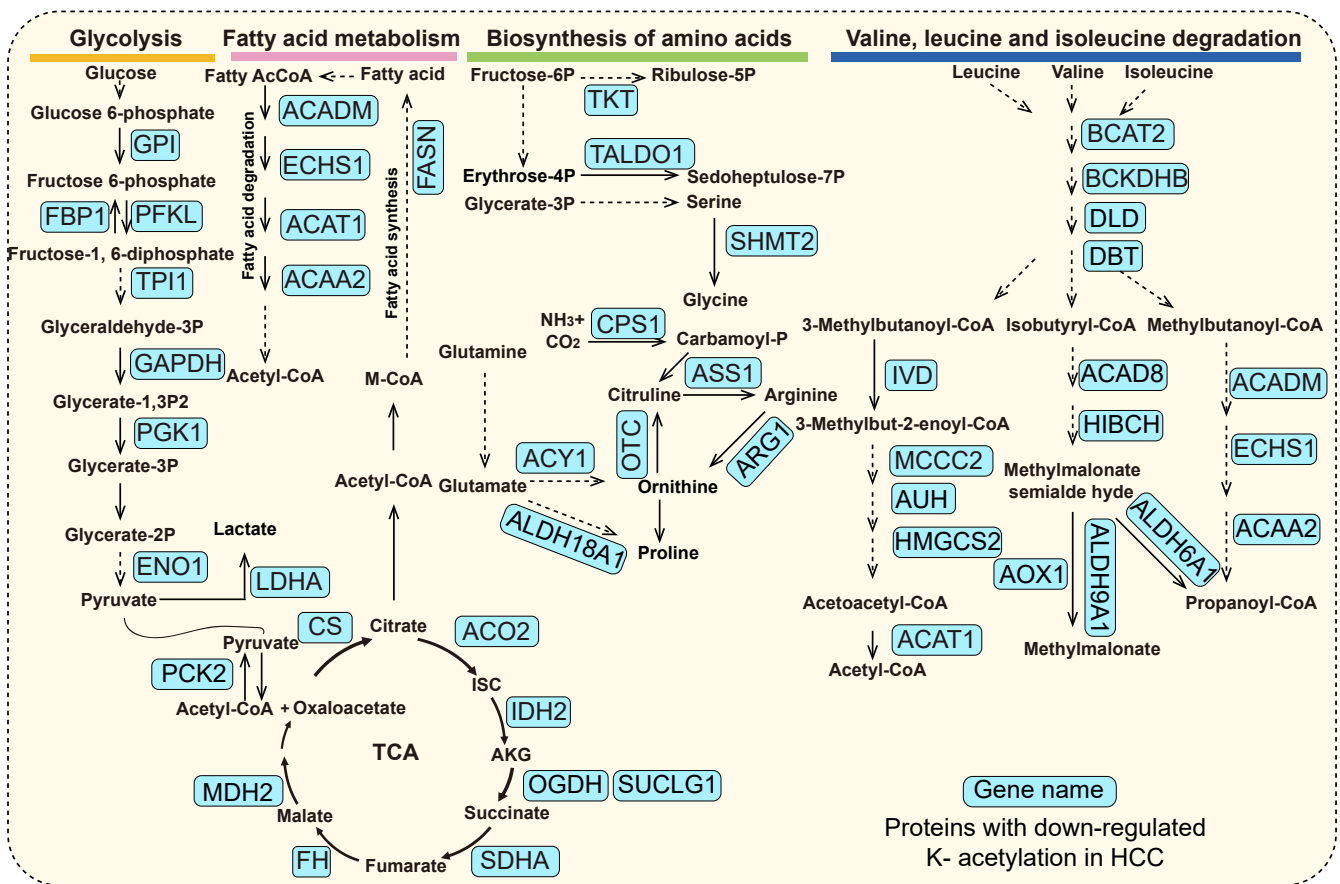 Glycolysis
Glucose
Glucose 6-phosphate
GPI
Fructose 6-phosphate
FBP1
PFKL
Fructose-1, 6-diphosphate
TPI1
Glyceraldehyde-3P
GAPDH
Glycerate-1,3P2
PGK1
Glycerate-3P
Glycerate-2P
Lactate
ENO1
LDHA
Pyruvate
Fatty acid metabolism
Fatty AcCoA
Fatty acid
ACADM
ECHS1
ACAT1
ACAA2
Fatty acid degradation
Acetyl-CoA
FASN
Fatty acid synthesis
M-CoA
Acetyl-CoA
Pyruvate
PCK2
Acetyl-CoA + Oxaloacetate
CS
Citrate
ACO2
ISC
IDH2
AKG
TCA
OGDH
SUCLG1
Succinate
SDHA
Fumarate
FH
Malate
MDH2
Biosynthesis of amino acids
Fructose-6P
Ribulose-5P
TKT
TALDO1
Erythrose-4P
Sedoheptulose-7P
Glycerate-3P
Serine
SHMT2
Glycine
NH3+
CO2
CPS1
Carbamoyl-P
Glutamine
ASS1
Citruline
Arginine
OTC
ARG1
ACY1
Glutamate
Ornithine
ALDH18A1
Proline
Valine, leucine and isoleucine degradation
Leucine
Valine
Isoleucine
BCAT2
BCKDHB
DLD
DBT
3-Methylbutanoyl-CoA
Isobutyryl-CoA
Methylbutanoyl-CoA
IVD
ACAD8
ACADM
3-Methylbut-2-enoyl-CoA
HIBCH
ECHS1
MCCC2
Methylmalonate
semialde hyde
AUH
HMGCS2
AOX1
ALDH9A1
ALDH6A1
ACAA2
Acetoacetyl-CoA
Propanoyl-CoA
ACAT1
Methylmalonate
Acetyl-CoA
Gene name
Proteins with down-regulated
K- acetylation in HCC